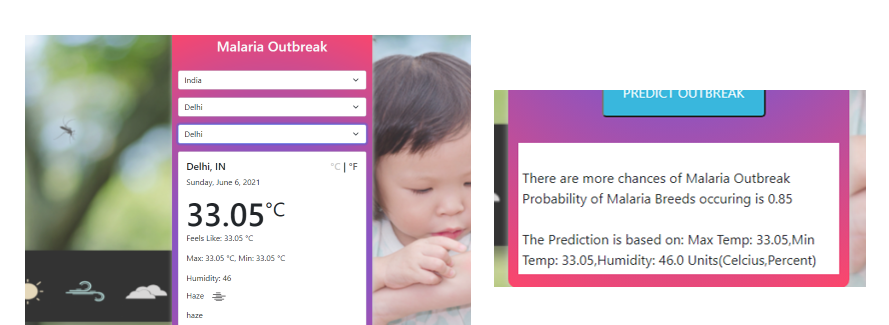 Malaria Outbreak
India
Delhi
Delhi
Delhi, IN
°C | °F
Sunday, June 6, 2021
33.05°C
Feels Like: 33.05 °C
Max: 33.05 °C, Min: 33.05 °C
Humidity: 46
Haze
haze
PREDICT OUTBREAK
There are more chances of Malaria Outbreak
Probability of Malaria Breeds occuring is 0.85
The Prediction is based on: Max Temp: 33.05,Min
Temp: 33.05,Humidity: 46.0 Units(Celcius,Percent)